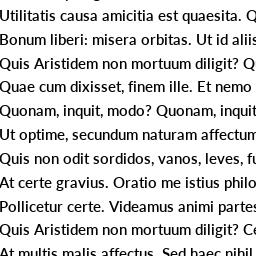 Utilitatis causa amicitia est quaesita. Q
Bonum liberi: misera orbitas. Ut id aliis
Quis Aristidem non mortuum diligit? Q
Quae cum dixisset, finem ille. Et nemo
Quonam, inquit, modo? Quonam, inquit
Ut optime, secundum naturam affectum
Quis non odit sordidos, vanos, leves, fu
At certe gravius. Oratio me istius philo
Pollicetur certe. Videamus animi partes
Quis Aristidem non mortuum diligit? Ce
At multis malis affectus. Sed haec nihil